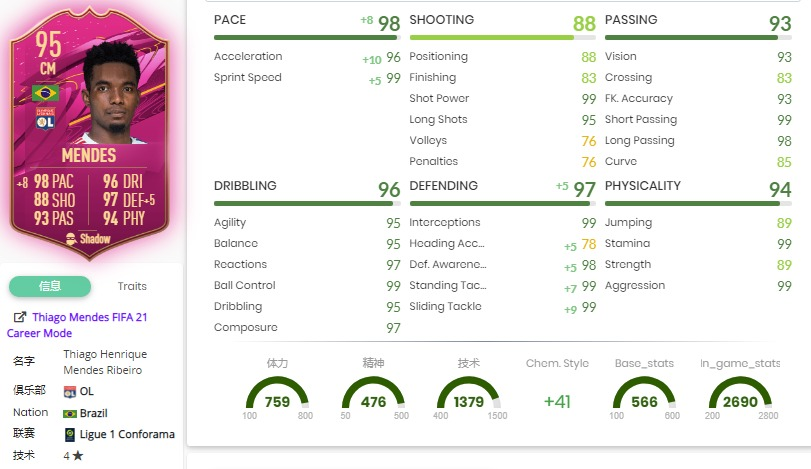 95
CM
MENDES
+8 98 PAC 96 DRI
88 SHO 97 DEF+5
93 PAS 94 PHY
Shadow
信息 Traits
Thiago Mendes FIFA 21
Career Mode
名字 Thiago Henrique
Mendes Ribeiro
俱乐部 OL
Nation Brazil
联赛 Ligue 1 Conforama
技术 4★
PACE +8 98
Acceleration +10 96
Sprint Speed +5 99
SHOOTING 88
Positioning 88
Finishing 83
Shot Power 99
Long Shots 95
Volleys 76
Penalties 76
PASSING 93
Vision 93
Crossing 83
FK. Accuracy 93
Short Passing 99
Long Passing 98
Curve 85
DRIBBLING 96
Agility 95
Balance 95
Reactions 97
Ball Control 99
Dribbling 95
Composure 97
DEFENDING +5 97
Interceptions 99
Heading Acc... +5 78
Def. Awarene... +5 98
Standing Tac... +7 99
Sliding Tackle +9 99
PHYSICALITY 94
Jumping 89
Stamina 99
Strength 89
Aggression 99
体力 精神 技术 Chem. Style Base_stats In_game_stats
759 476 1379 +41 566 2690
100 800 50 500 400 1500 100 600 200 2800